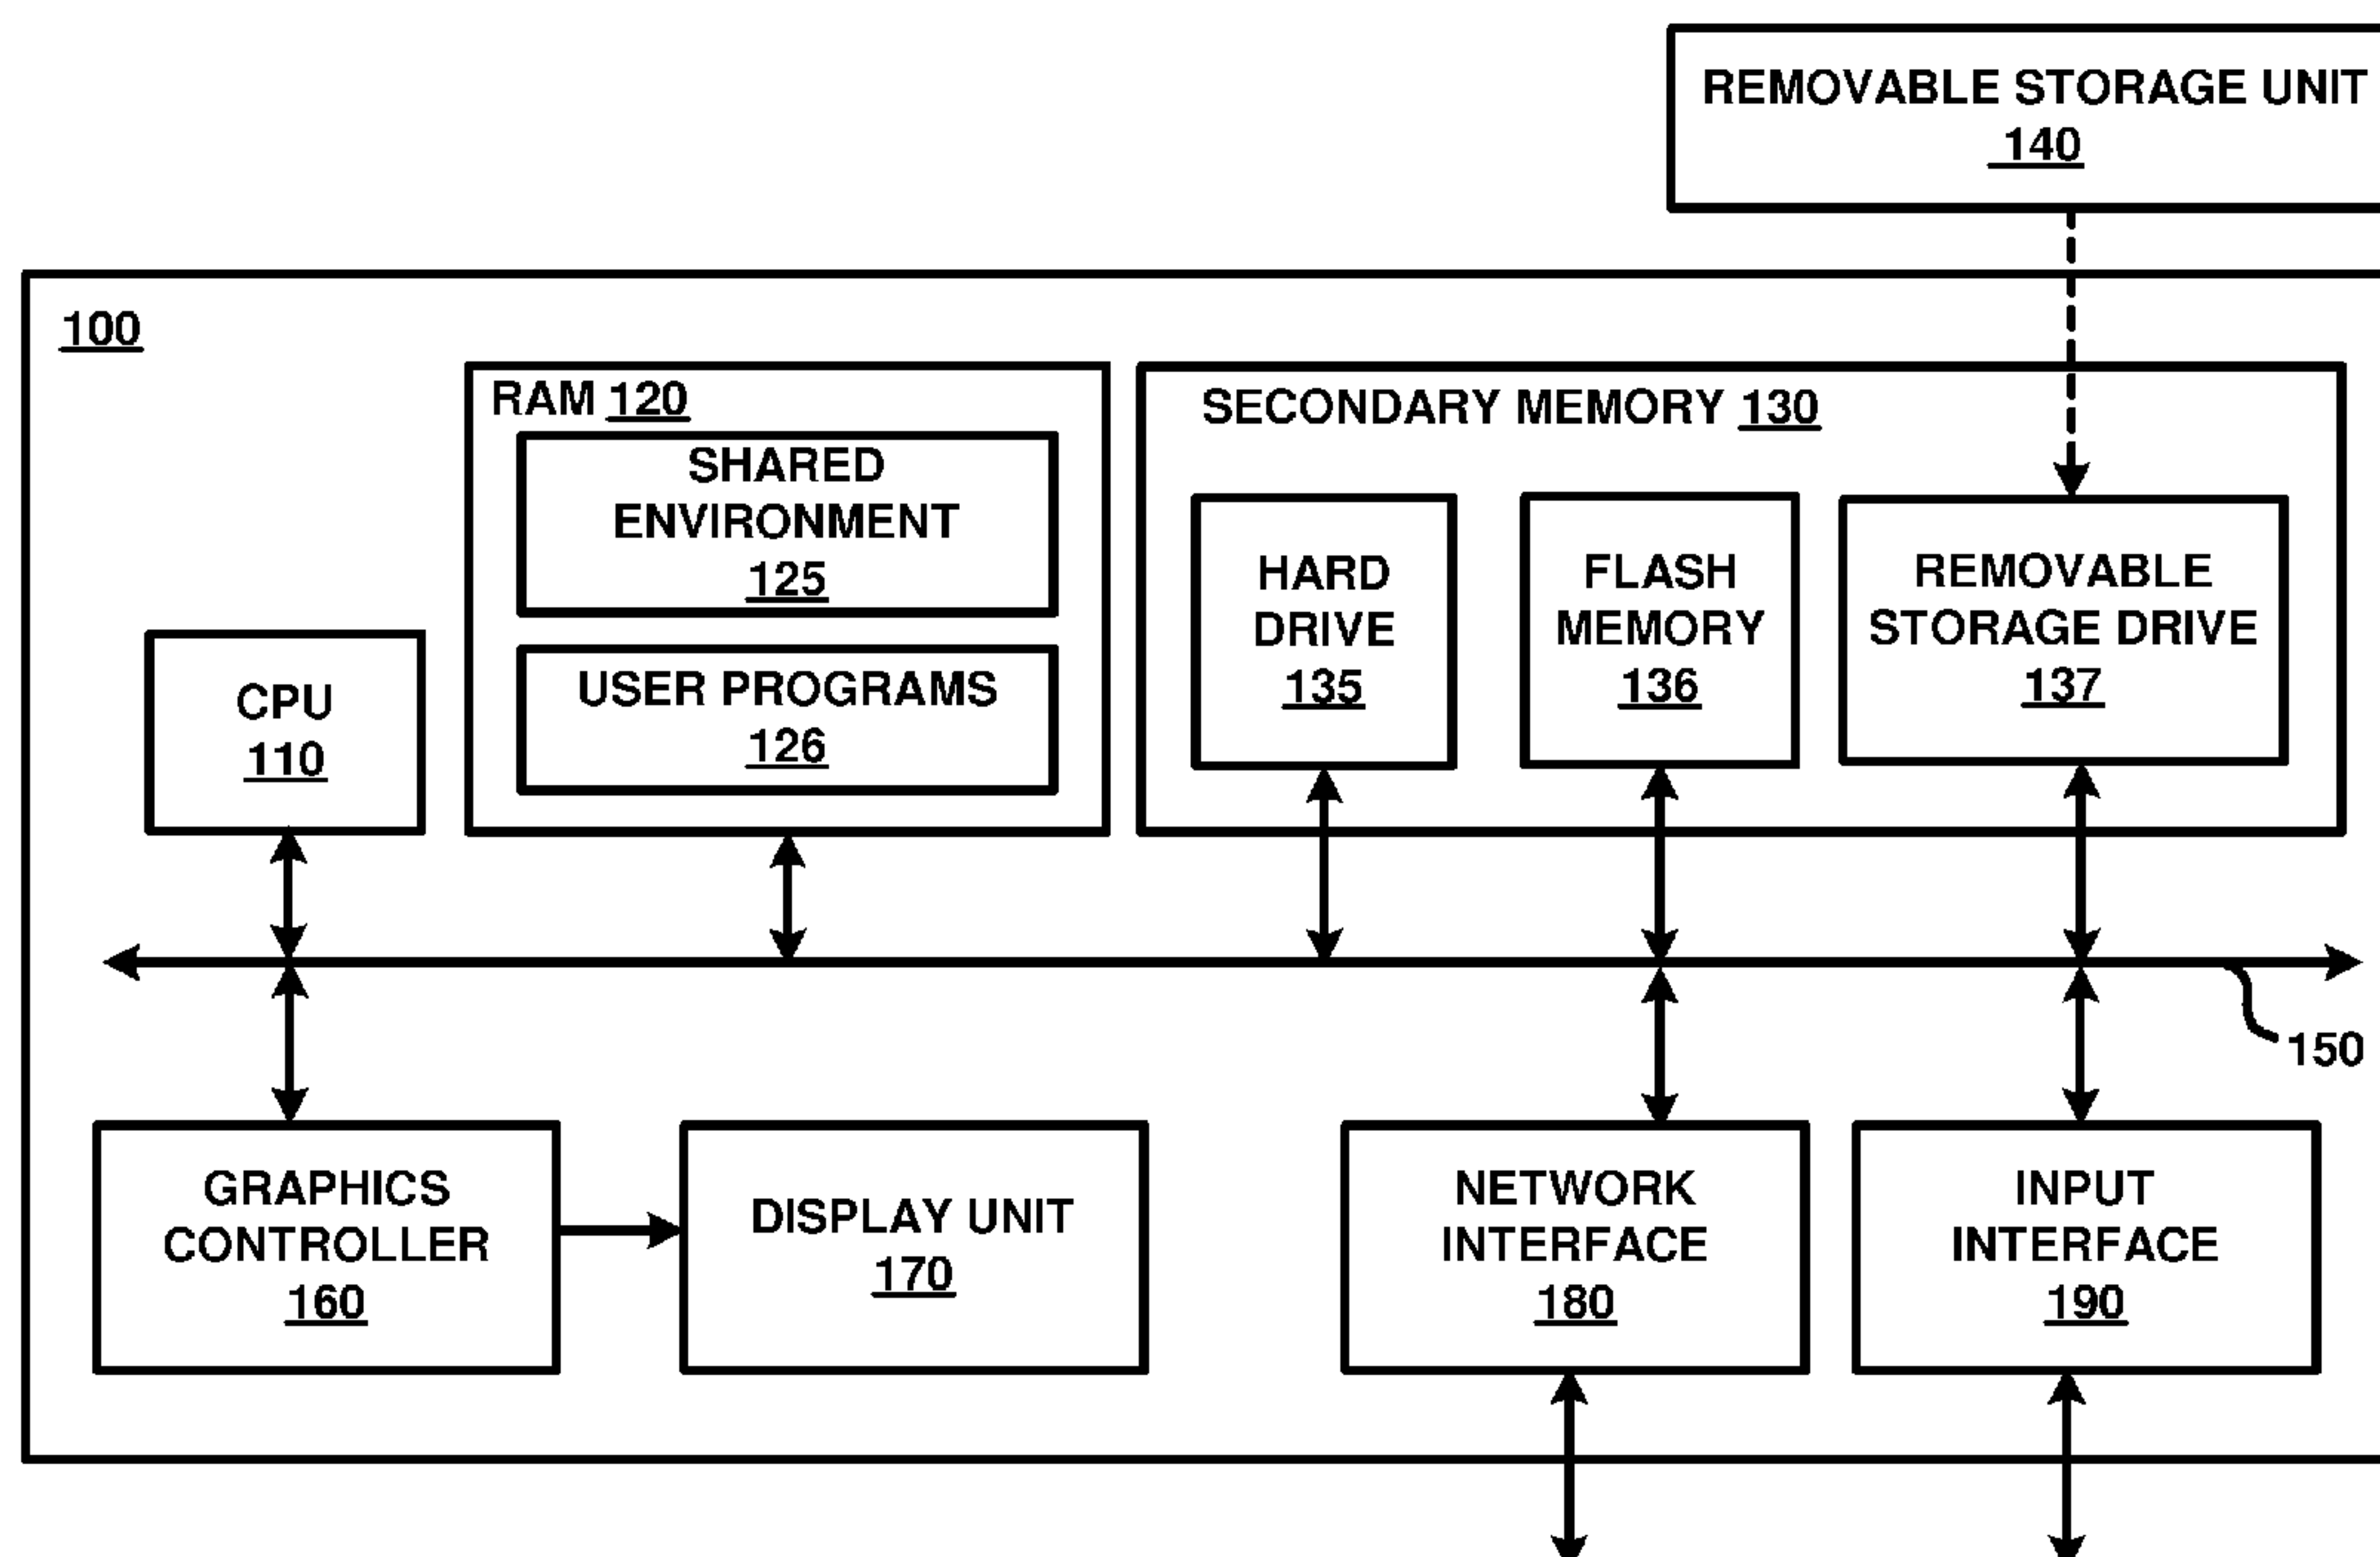 REMOVABLE STORAGE UNIT
140
100
RAM 120
SHARED
ENVIRONMENT
125
USER PROGRAMS
126
SECONDARY MEMORY 130
HARD
DRIVE
135
FLASH
MEMORY
136
REMOVABLE
STORAGE DRIVE
137
CPU
110
150
GRAPHICS
CONTROLLER
160
DISPLAY UNIT
170
NETWORK
INTERFACE
180
INPUT
INTERFACE
190